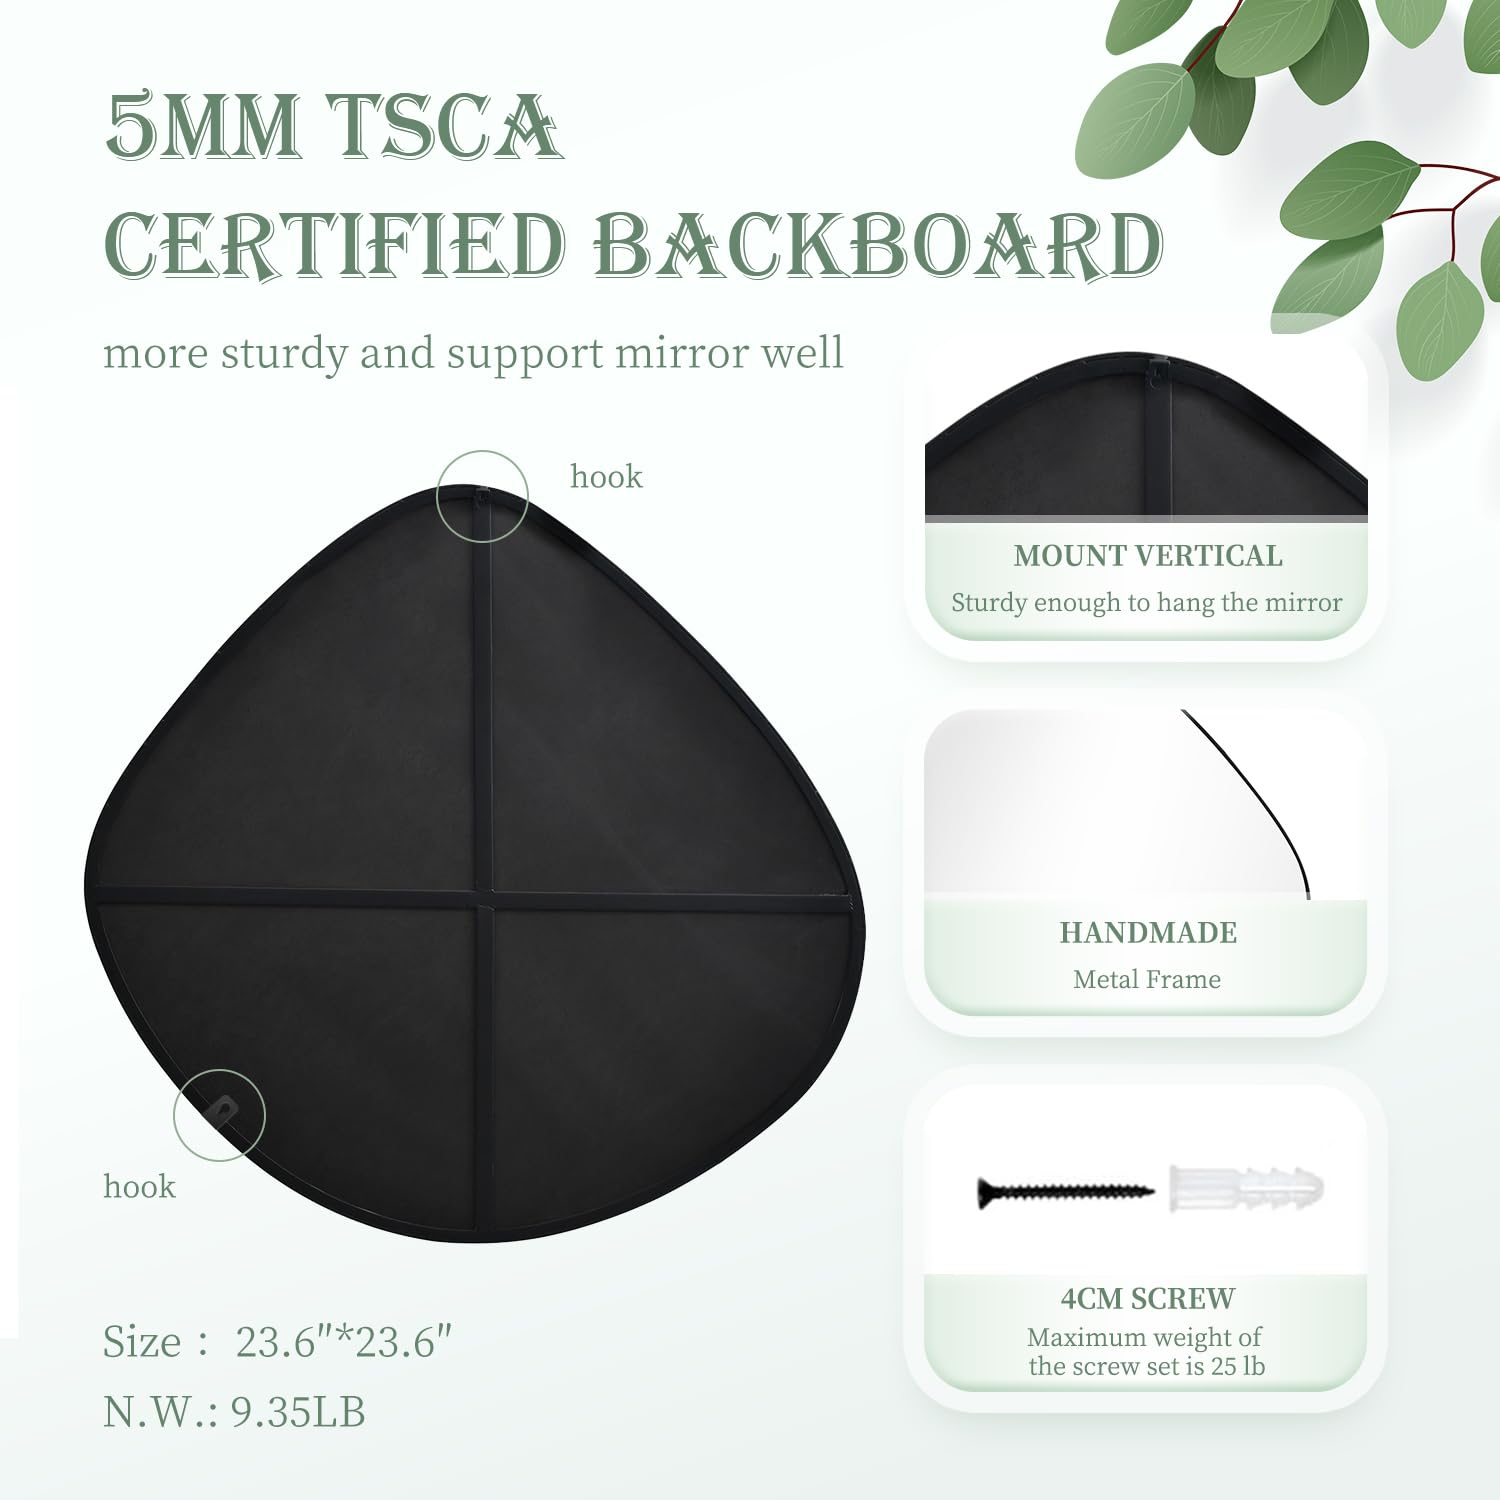 5MM TSCA
CERTIFIED BACKBOARD
more sturdy and support mirror well
hook
hook
Size： 23.6"*23.6"
N.W.: 9.35LB
MOUNT VERTICAL
Sturdy enough to hang the mirror
HANDMADE
Metal Frame
4CM SCREW
Maximum weight of
the screw set is 25 lb